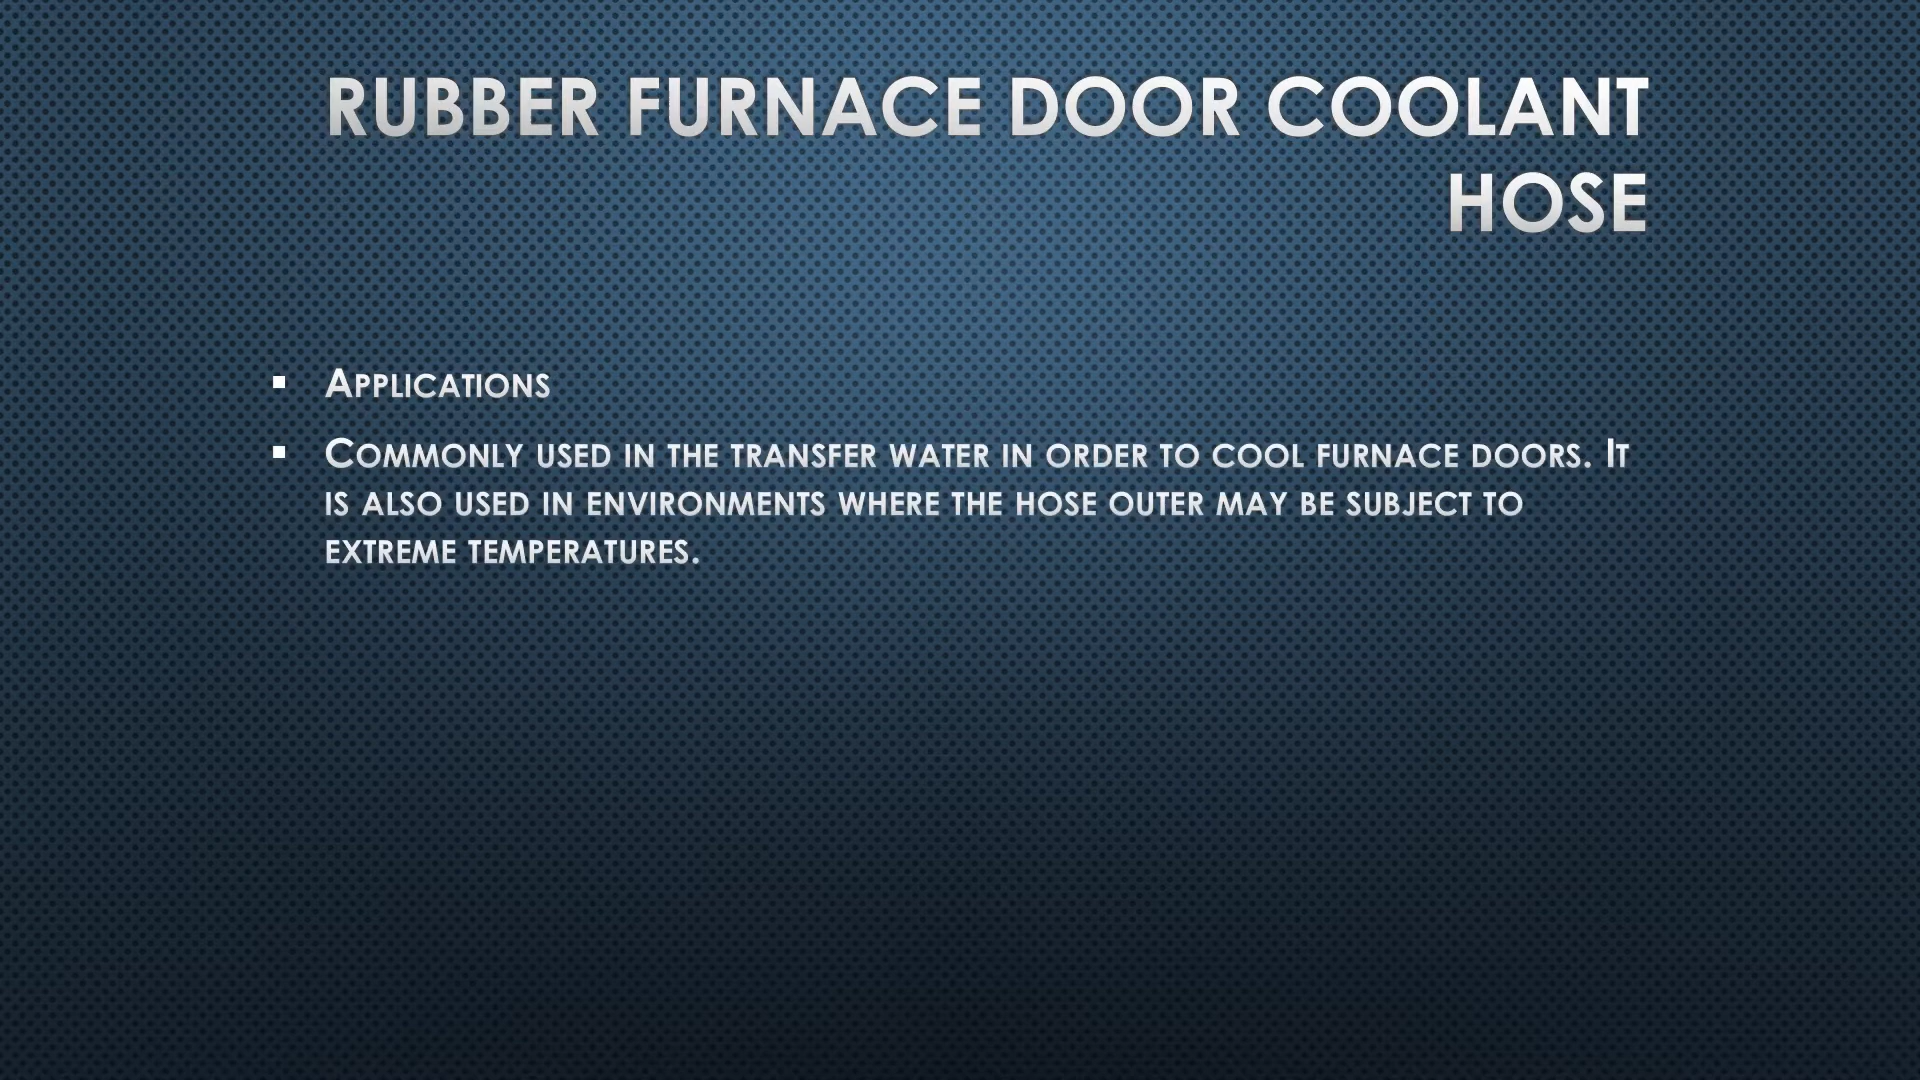 RUBBER FURNACE DOOR COOLANT
HOSE
▪ Applications
▪ Commonly used in the transfer water in order to cool furnace doors. It
is also used in environments where the hose outer may be subject to
extreme temperatures.